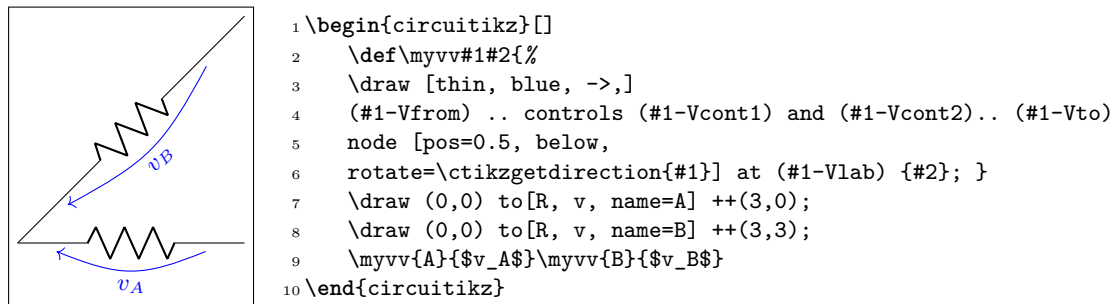 v_B
v_A
1 \begin{circuitikz}[]
2 \def\myvv#1#2{%
3 \draw [thin, blue, ->,]
4 (#1-Vfrom) .. controls (#1-Vcont1) and (#1-Vcont2).. (#1-Vto)
5 node [pos=0.5, below,
6 rotate=\ctikzgetdirection{#1}] at (#1-Vlab) {#2}; }
7 \draw (0,0) to[R, v, name=A] ++(3,0);
8 \draw (0,0) to[R, v, name=B] ++(3,3);
9 \myvv{A}{$v_A$}\myvv{B}{$v_B$}
10 \end{circuitikz}